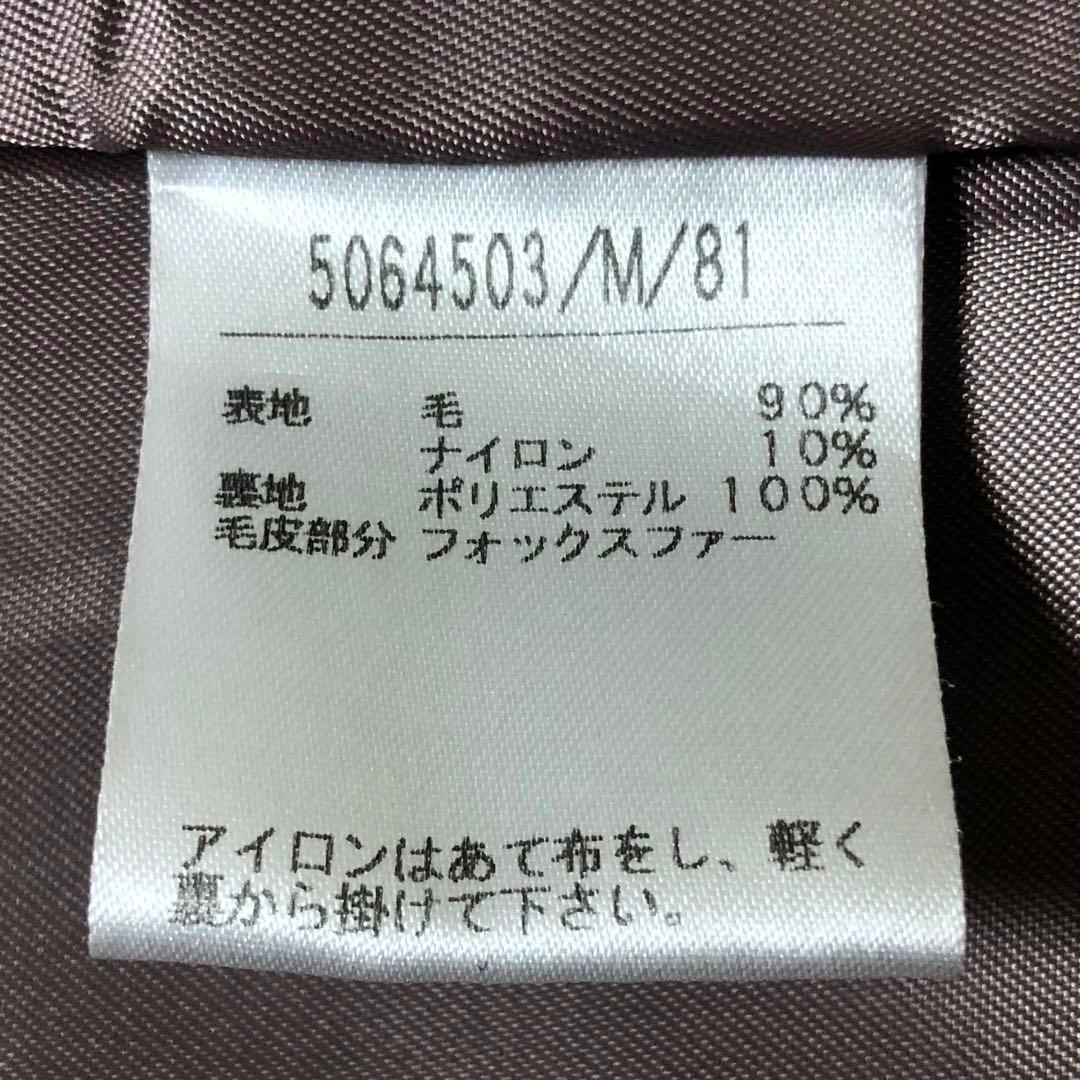 5064503/M/81
表地 毛 90%
ナイロン 10%
裏地 ポリエステル 100%
毛皮部分 フォックスファー
アイロンはあて布をし、軽く
裏から掛けて下さい。